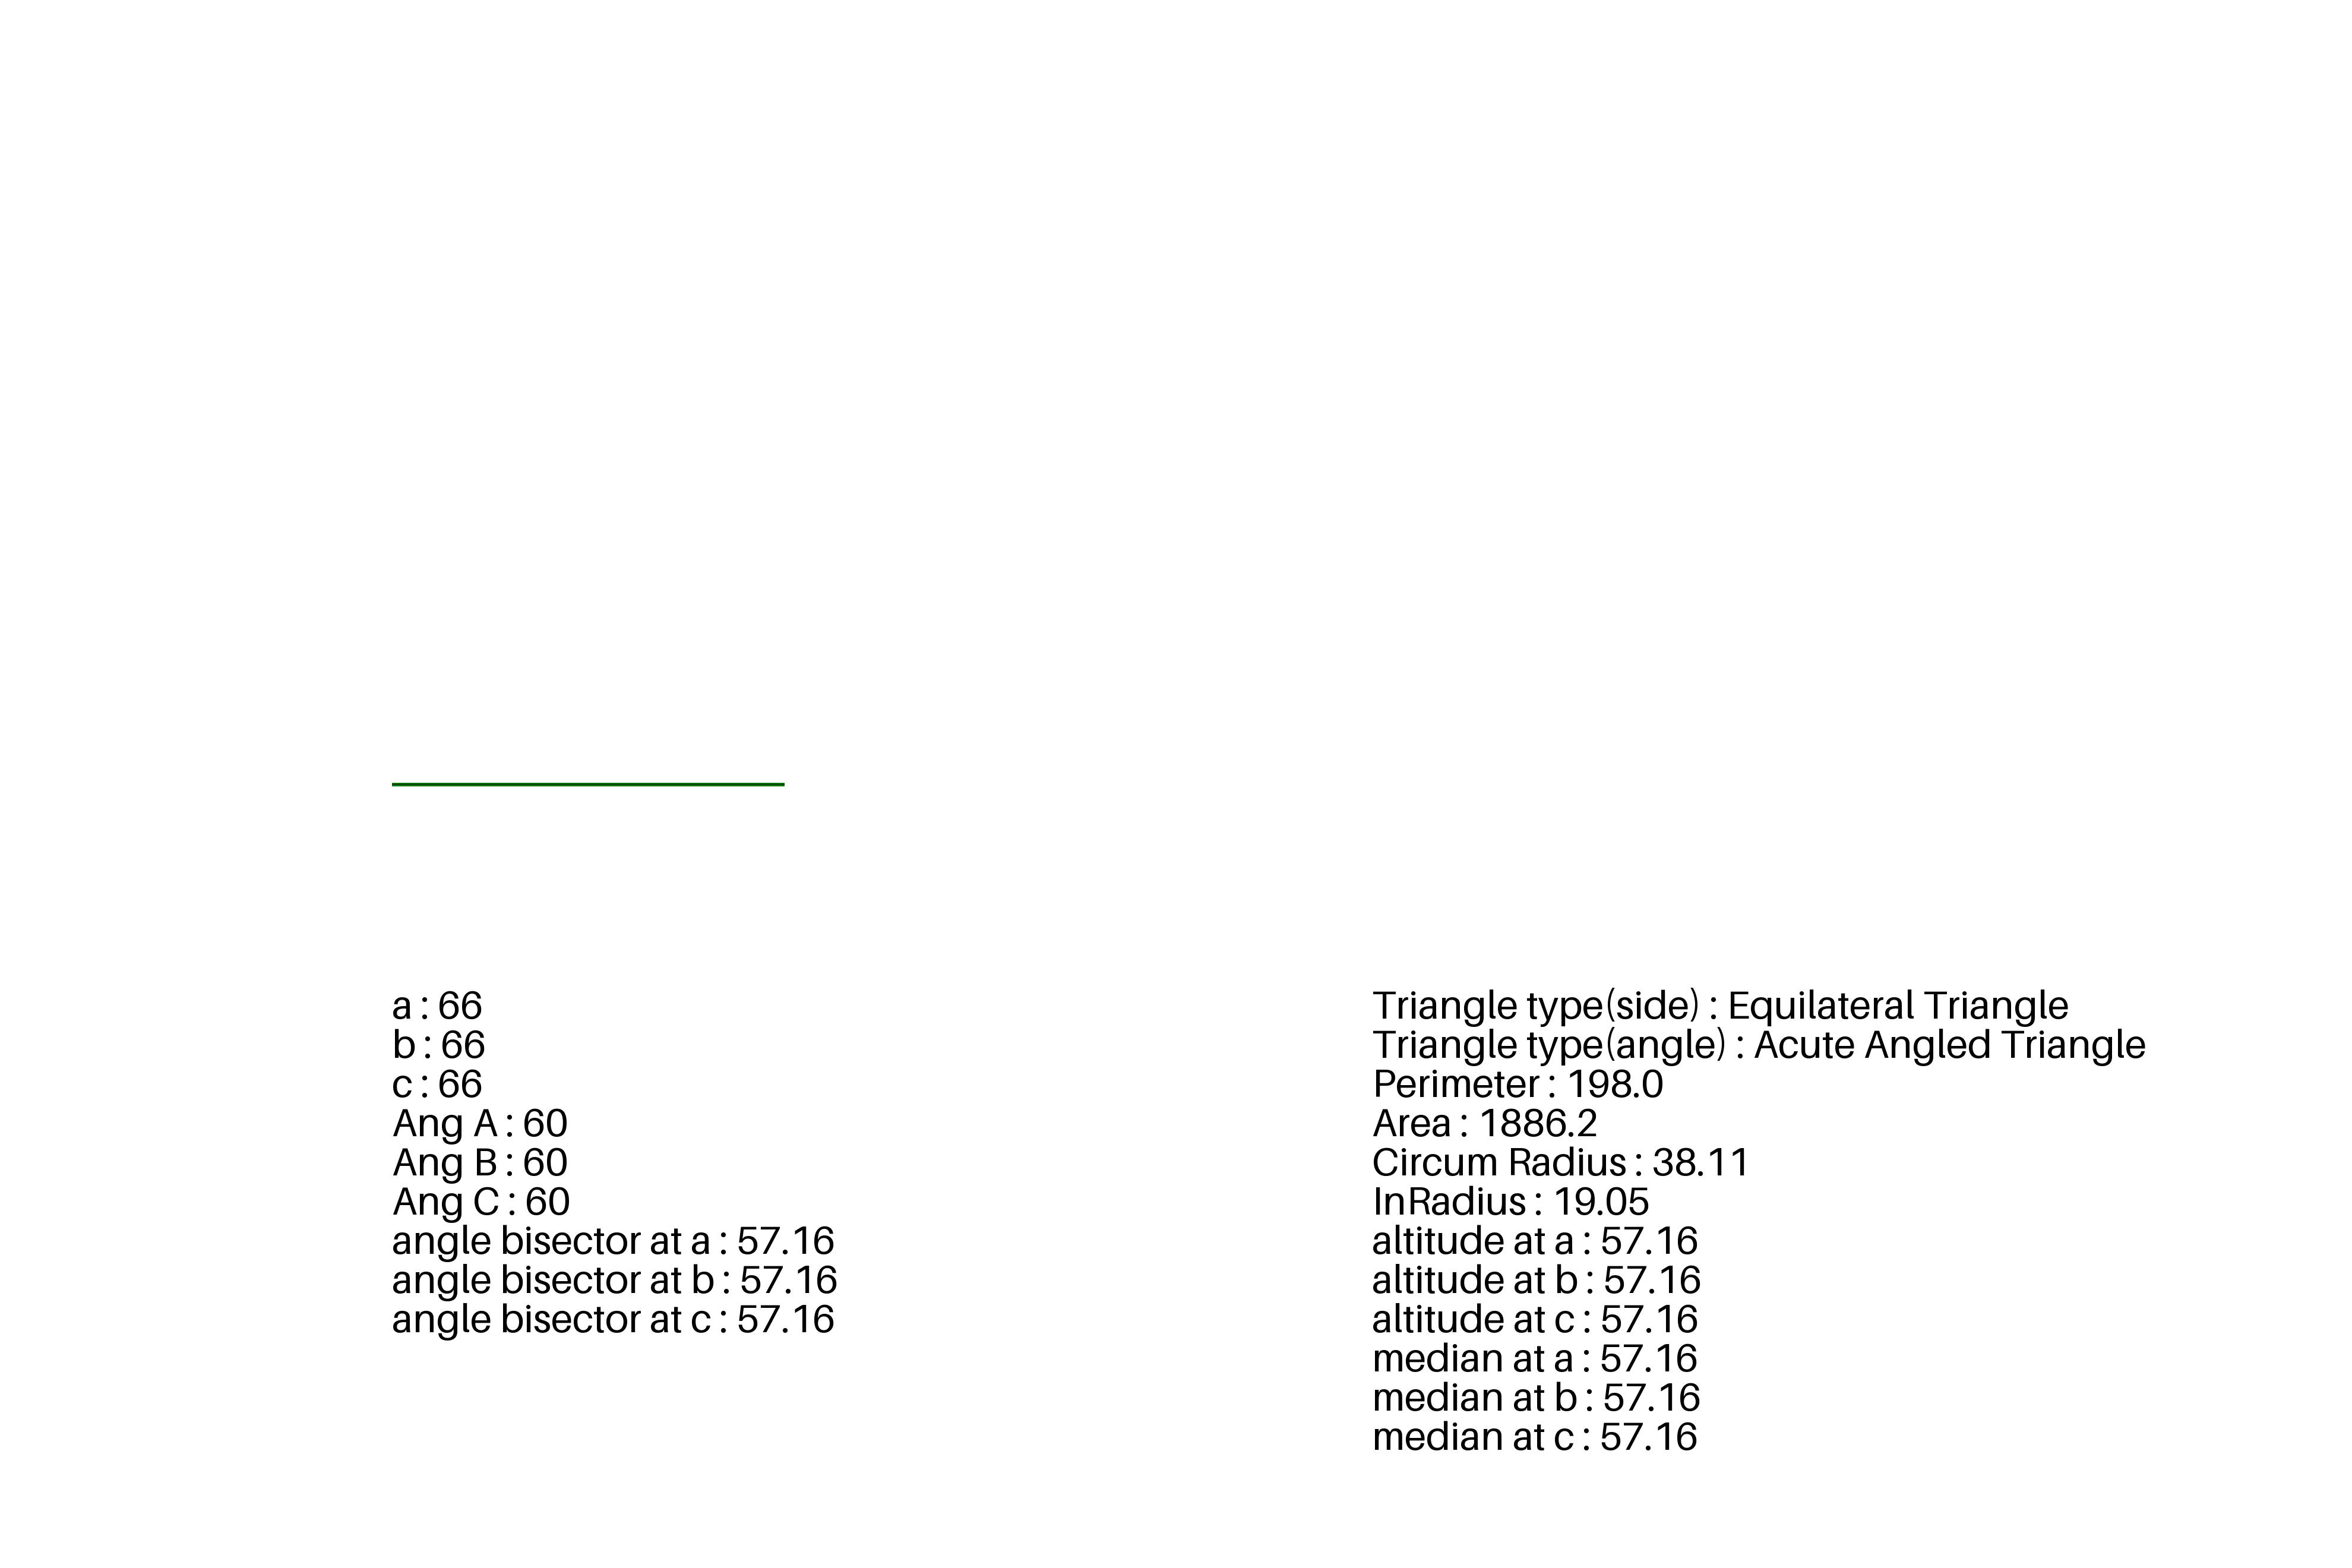 a : 66
b : 66
c : 66
Ang A : 60
Ang B : 60
Ang C : 60
angle bisector at a : 57.16
angle bisector at b : 57.16
angle bisector at c : 57.16
Triangle type(side) : Equilateral Triangle
Triangle type(angle) : Acute Angled Triangle
Perimeter : 198.0
Area : 1886.2
Circum Radius : 38.11
InRadius : 19.05
altitude at a : 57.16
altitude at b : 57.16
altitude at c : 57.16
median at a : 57.16
median at b : 57.16
median at c : 57.16